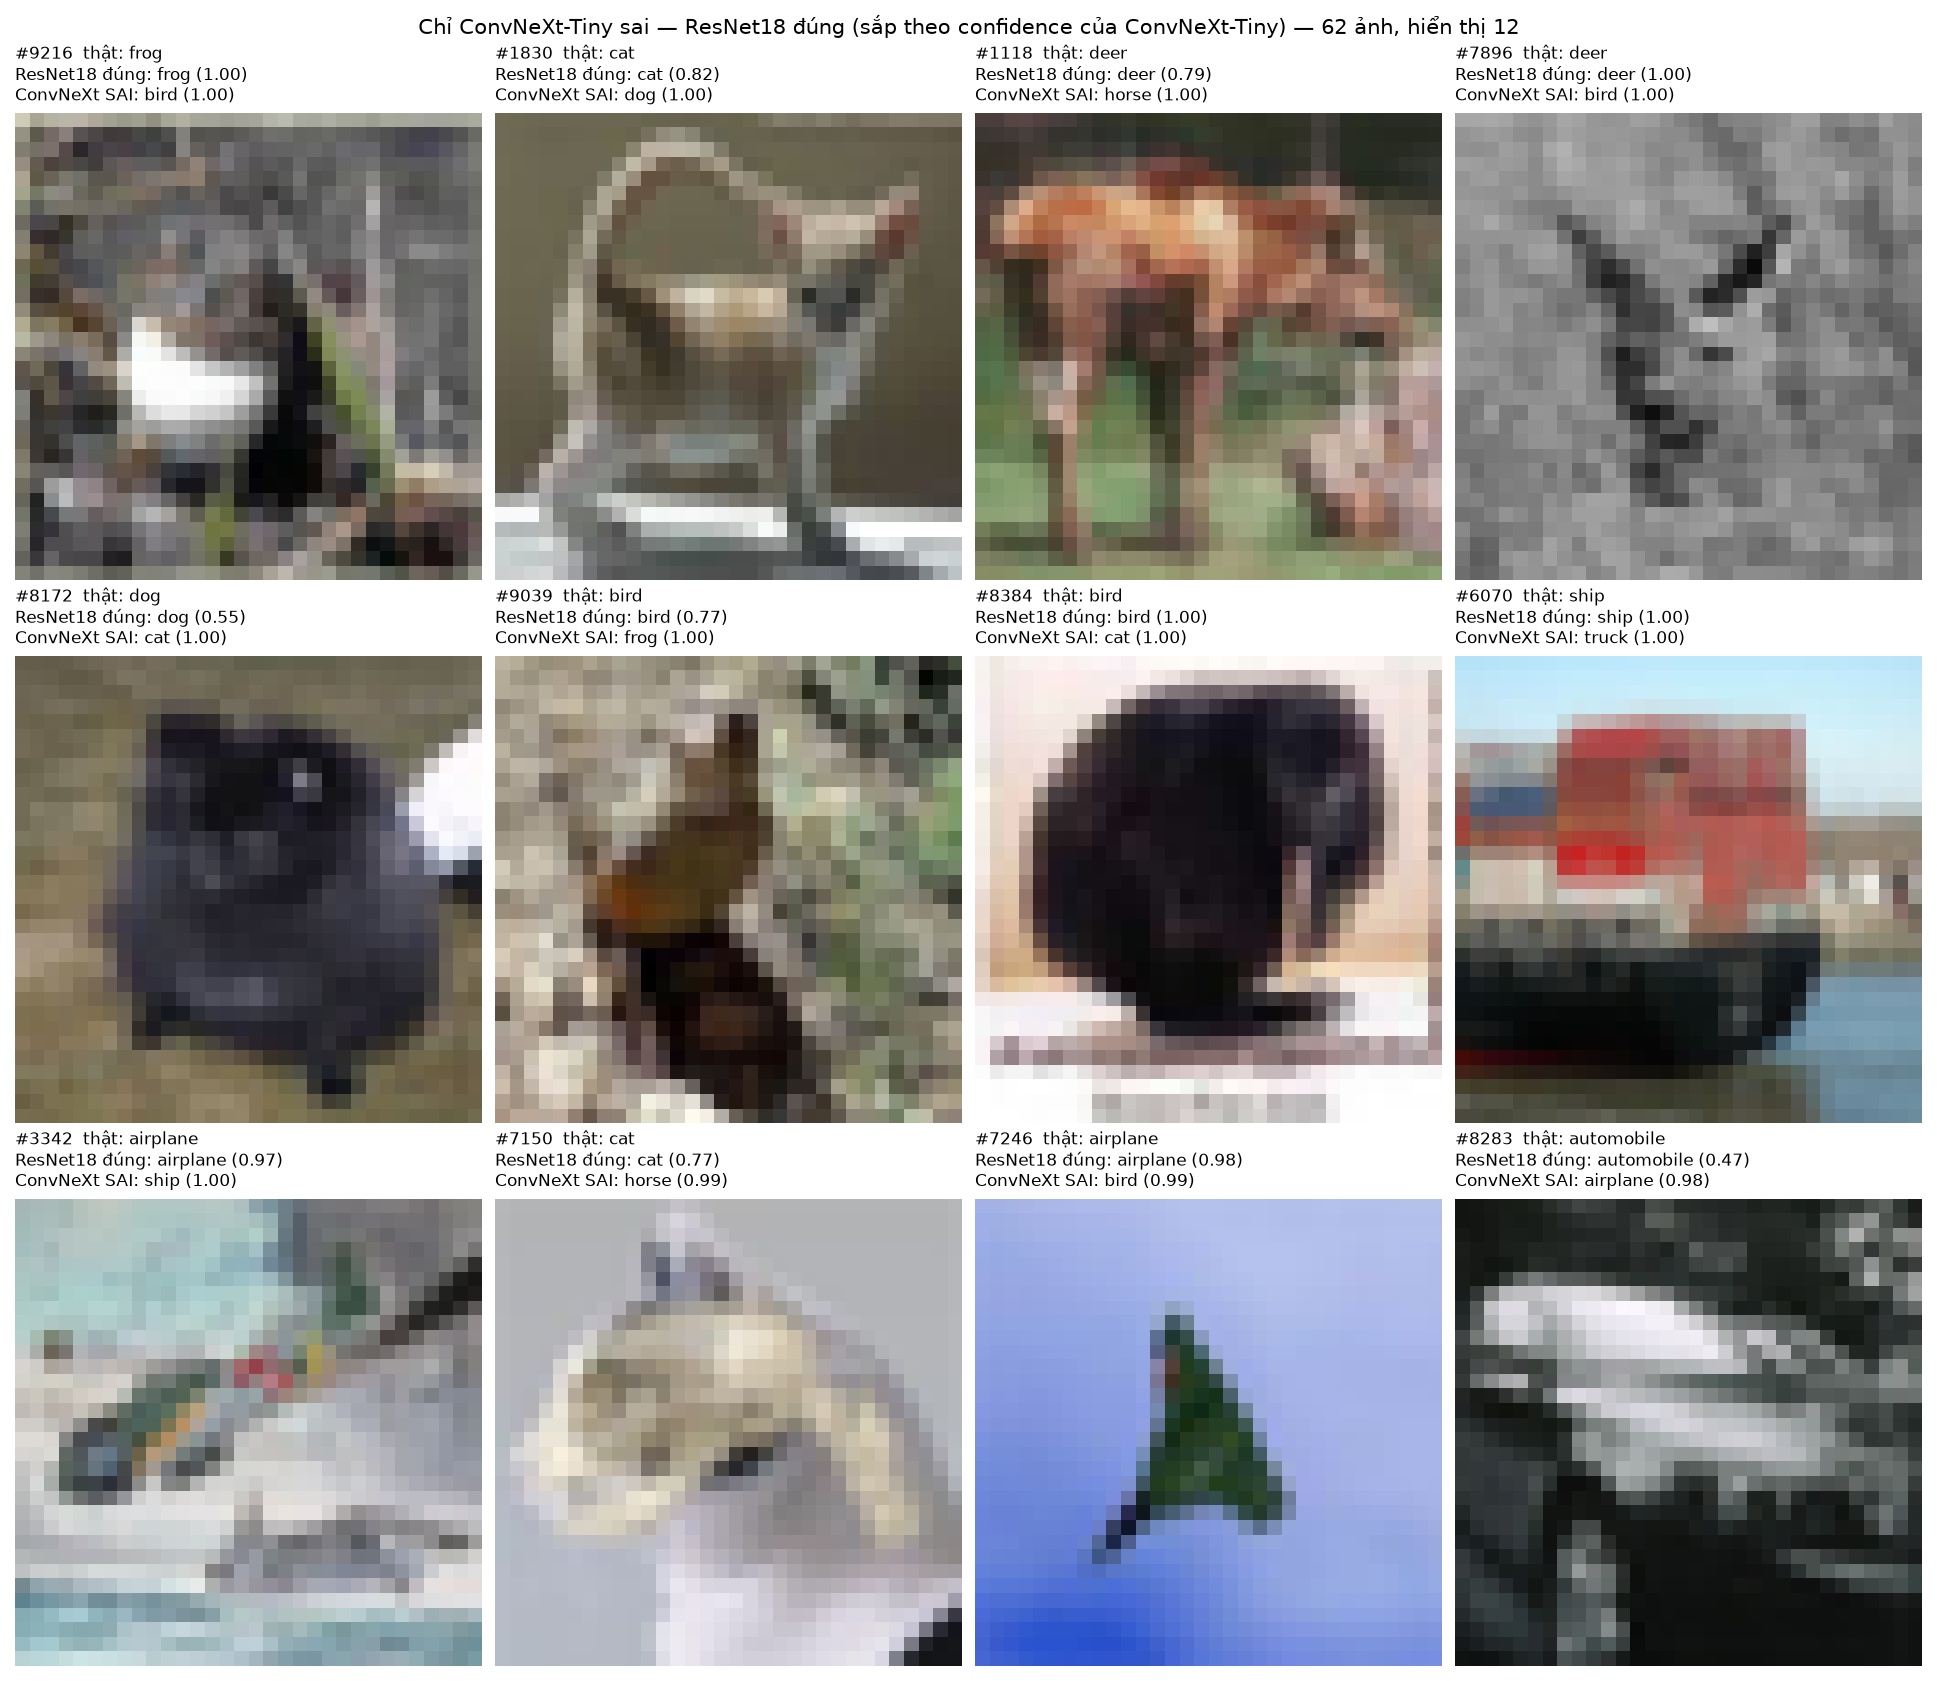 Chỉ ConvNeXt-Tiny sai — ResNet18 đúng (sắp theo confidence của ConvNeXt-Tiny) — 62 ảnh, hiển thị 12
#9216 thật: frog
ResNet18 đúng: frog (1.00)
ConvNeXt SAI: bird (1.00)
#1830 thật: cat
ResNet18 đúng: cat (0.82)
ConvNeXt SAI: dog (1.00)
#1118 thật: deer
ResNet18 đúng: deer (0.79)
ConvNeXt SAI: horse (1.00)
#7896 thật: deer
ResNet18 đúng: deer (1.00)
ConvNeXt SAI: bird (1.00)
#8172 thật: dog
ResNet18 đúng: dog (0.55)
ConvNeXt SAI: cat (1.00)
#9039 thật: bird
ResNet18 đúng: bird (0.77)
ConvNeXt SAI: frog (1.00)
#8384 thật: bird
ResNet18 đúng: bird (1.00)
ConvNeXt SAI: cat (1.00)
#6070 thật: ship
ResNet18 đúng: ship (1.00)
ConvNeXt SAI: truck (1.00)
#3342 thật: airplane
ResNet18 đúng: airplane (0.97)
ConvNeXt SAI: ship (1.00)
#7150 thật: cat
ResNet18 đúng: cat (0.77)
ConvNeXt SAI: horse (0.99)
#7246 thật: airplane
ResNet18 đúng: airplane (0.98)
ConvNeXt SAI: bird (0.99)
#8283 thật: automobile
ResNet18 đúng: automobile (0.47)
ConvNeXt SAI: airplane (0.98)